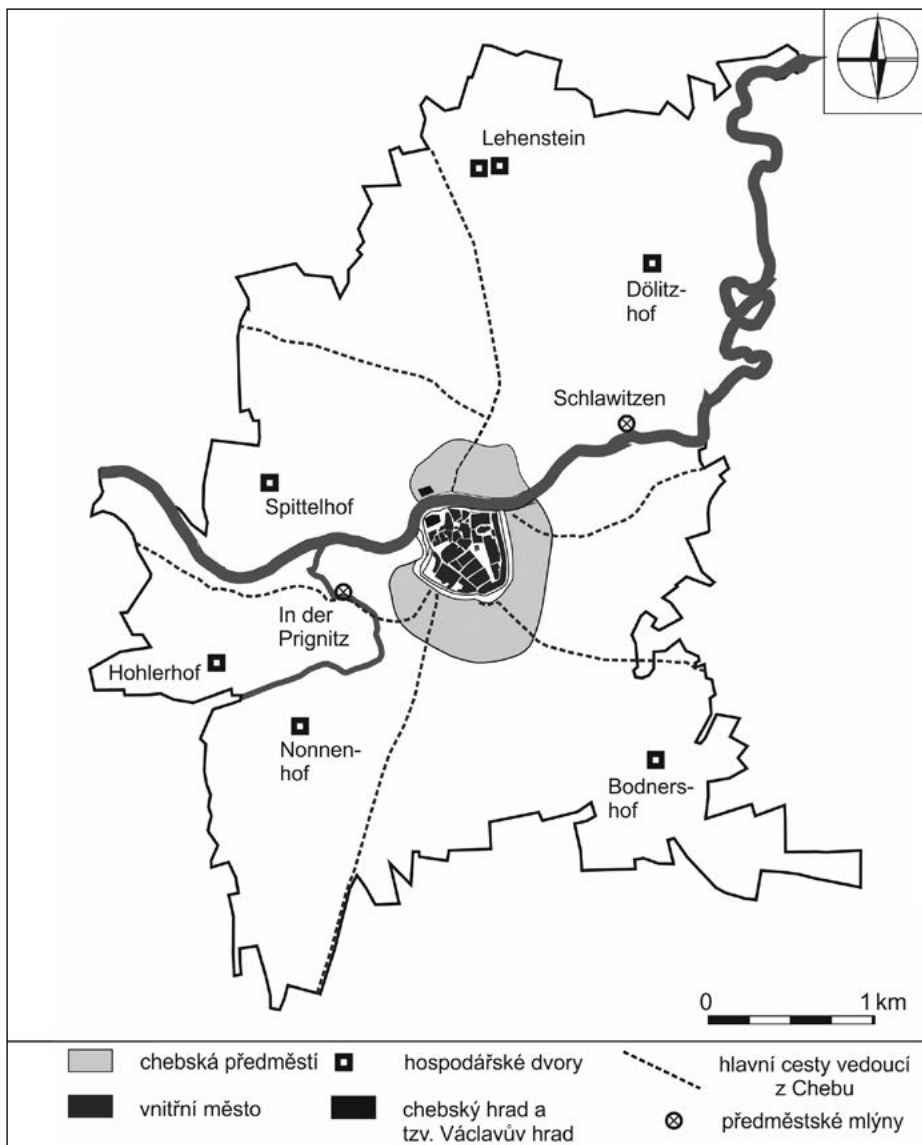 Lehenstein
Dölitz-
hof
Schlawitzen
Spittelhof
In der
Prignitz
Hohlerhof
Nonnen-
hof
Bodners-
hof
0 1 km
chebská předměstí
hospodářské dvory
hlavní cesty vedoucí
z Chebu
vnitřní město
chebský hrad a
tzv. Václavův hrad
předměstské mlýny